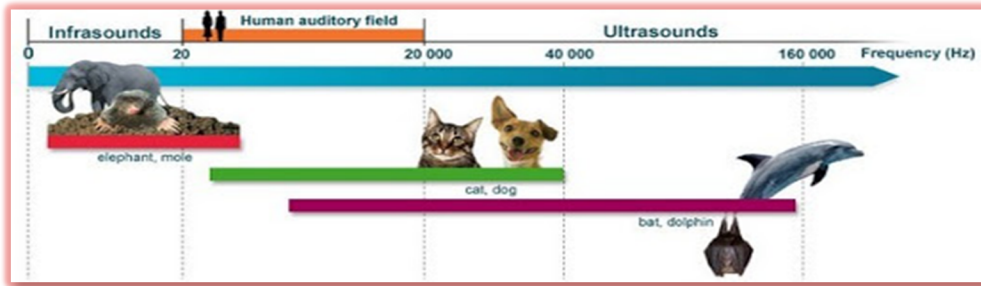 Human auditory field
Infrasounds
Ultrasounds
0
20
20 000
40 000
160 000
Frequency (Hz)
elephant, mole
cat, dog
bat, dolphin